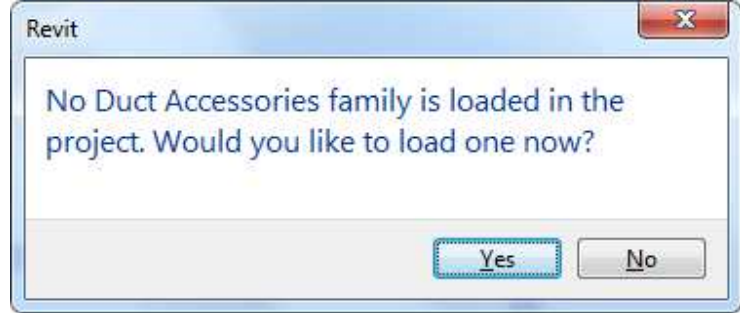 Revit
No Duct Accessories family is loaded in the
project. Would you like to load one now?
Yes
No